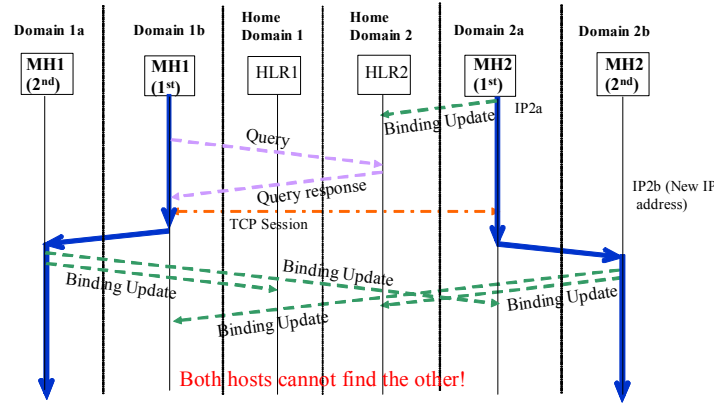 Domain 1a
Domain 1b
Home
Domain 1
Home
Domain 2
Domain 2a
Domain 2b
MH1
(2nd)
MH1
(1st)
HLR1
HLR2
MH2
(1st)
MH2
(2nd)
IP2a
Binding Update
Query
Query response
IP2b (New IP
address)
TCP Session
Binding Update
Binding Update
Binding Update
Binding Update
Both hosts cannot find the other!